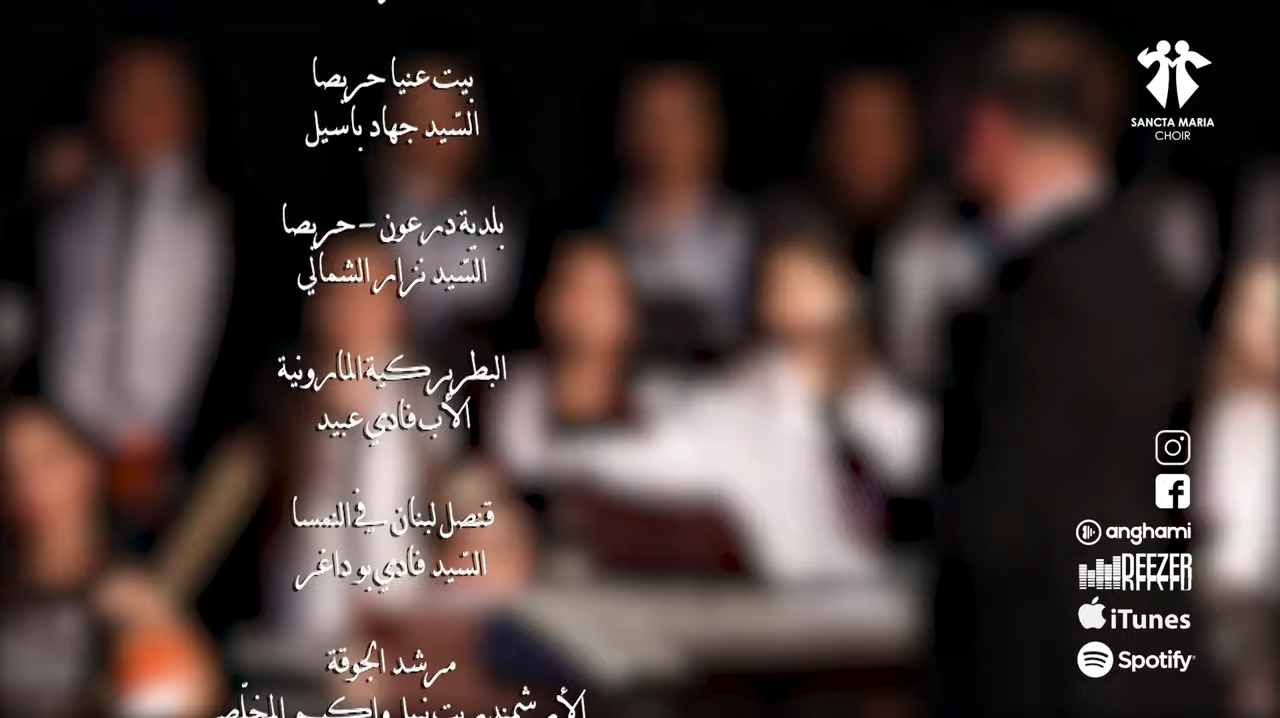 بيت عنيا حريصا
السّيد جهاد باسيل
بلدية درعون - حريصا
السّيد نزار الشمالي
البطريركية المارونية
الأب فادي عبيد
قنصل لبنان في النمسا
السّيد فادي بو داغر
مرشد الجوقة
SANCTA MARIA
CHOIR
anghami
DEEZER
iTunes
Spotify